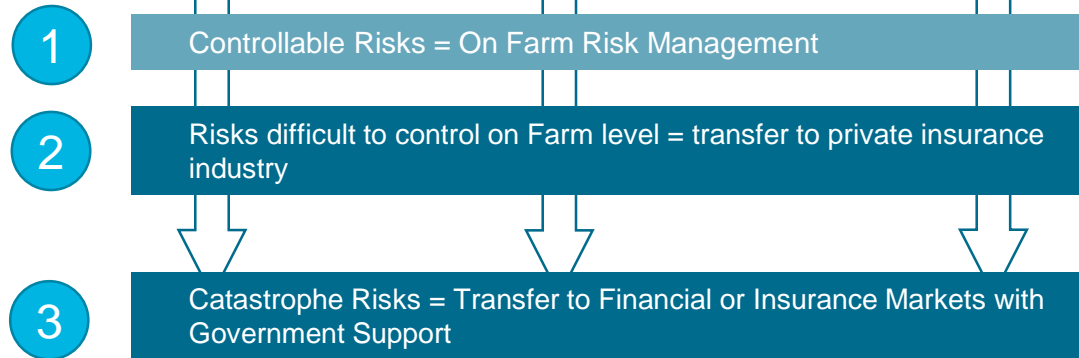 1
Controllable Risks = On Farm Risk Management
2
Risks difficult to control on Farm level = transfer to private insurance
industry
3
Catastrophe Risks = Transfer to Financial or Insurance Markets with
Government Support